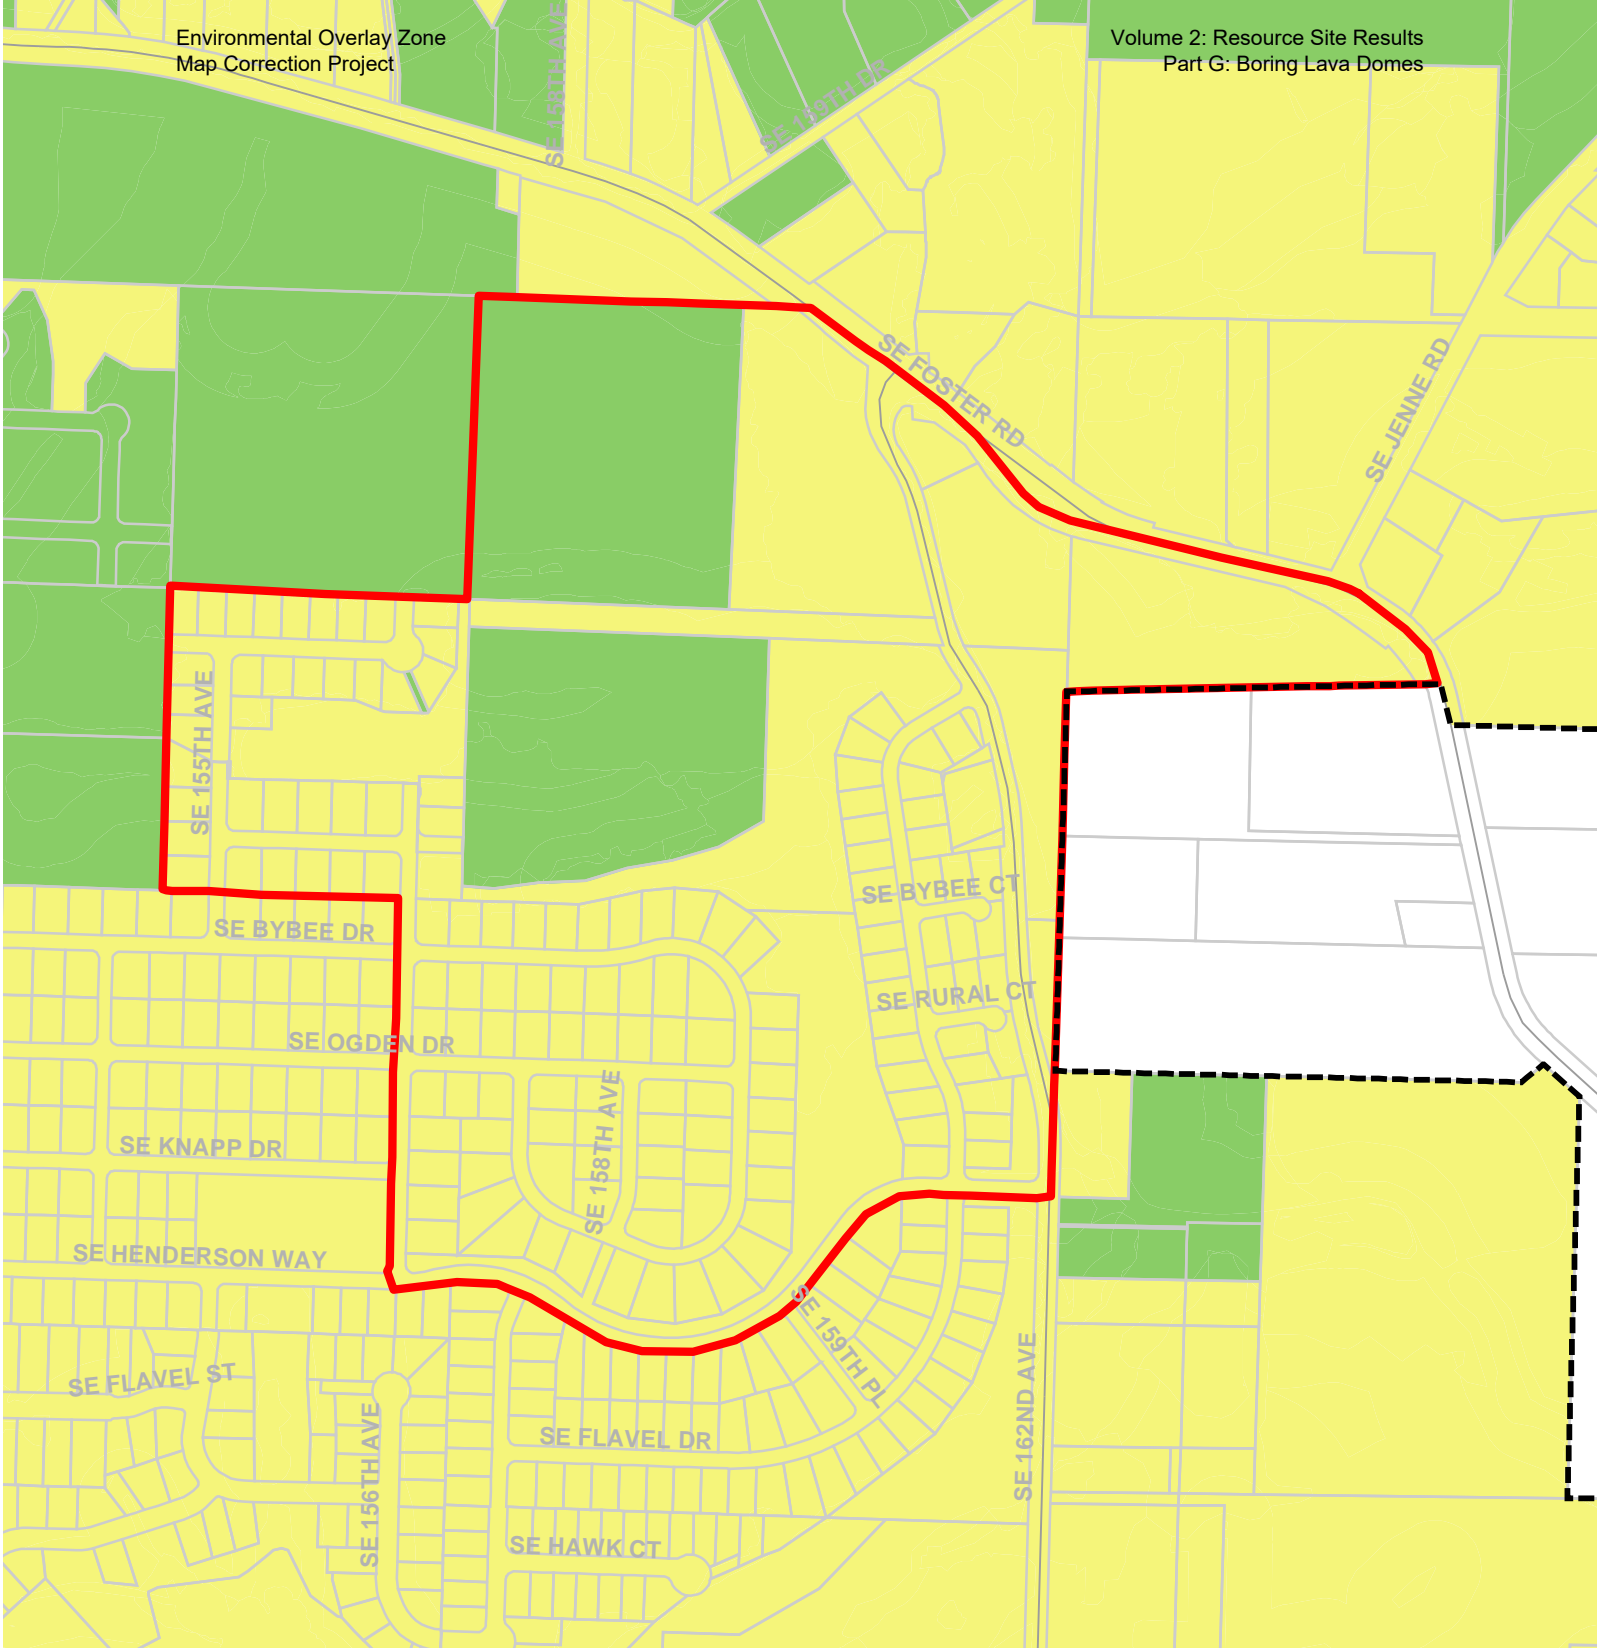 Environmental Overlay Zone
Map Correction Project
Volume 2: Resource Site Results
Part G: Boring Lava Domes
SE 158TH AVE
SE 159TH DR
SE FOSTER RD
SE JENNE RD
SE 155TH AVE
SE BYBEE CT
SE BYBEE DR
SE RURAL CT
SE OGDEN DR
SE 158TH AVE
SE KNAPP DR
SE HENDERSON WAY
SE 159TH PL
SE FLAVEL ST
SE 162ND AVE
SE FLAVEL DR
SE 156TH AVE
SE HAWK CT